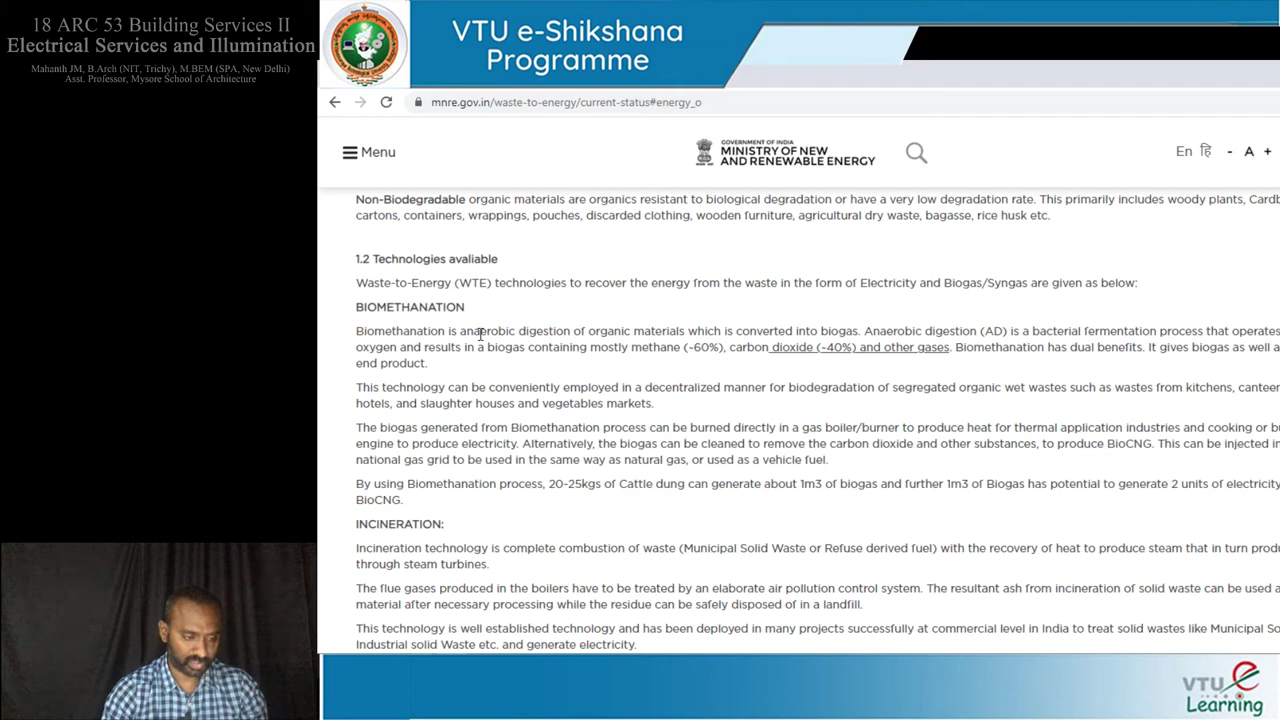 18 ARC 53 Building Services II
Electrical Services and Illumination
Mahanth JM, B.Arch (NIT, Trichy), M.BEM (SPA, New Delhi)
Asst. Professor, Mysore School of Architecture
VTU e-Shikshana
Programme
mnre.gov.in/waste-to-energy/current-status#energy_o
Menu
GOVERNMENT OF INDIA
MINISTRY OF NEW
AND RENEWABLE ENERGY
En हि - A +
Non-Biodegradable organic materials are organics resistant to biological degradation or have a very low degradation rate. This primarily includes woody plants, Cardb
cartons, containers, wrappings, pouches, discarded clothing, wooden furniture, agricultural dry waste, bagasse, rice husk etc.
1.2 Technologies avaliable
Waste-to-Energy (WTE) technologies to recover the energy from the waste in the form of Electricity and Biogas/Syngas are given as below:
BIOMETHANATION
Biomethanation is anaerobic digestion of organic materials which is converted into biogas. Anaerobic digestion (AD) is a bacterial fermentation process that operates
oxygen and results in a biogas containing mostly methane (~60%), carbon dioxide (~40%) and other gases. Biomethanation has dual benefits. It gives biogas as well a
end product.
This technology can be conveniently employed in a decentralized manner for biodegradation of segregated organic wet wastes such as wastes from kitchens, canteen
hotels, and slaughter houses and vegetables markets.
The biogas generated from Biomethanation process can be burned directly in a gas boiler/burner to produce heat for thermal application industries and cooking or bu
engine to produce electricity. Alternatively, the biogas can be cleaned to remove the carbon dioxide and other substances, to produce BioCNG. This can be injected in
national gas grid to be used in the same way as natural gas, or used as a vehicle fuel.
By using Biomethanation process, 20-25kgs of Cattle dung can generate about 1m3 of biogas and further 1m3 of Biogas has potential to generate 2 units of electricity
BioCNG.
INCINERATION:
Incineration technology is complete combustion of waste (Municipal Solid Waste or Refuse derived fuel) with the recovery of heat to produce steam that in turn produ
through steam turbines.
The flue gases produced in the boilers have to be treated by an elaborate air pollution control system. The resultant ash from incineration of solid waste can be used a
material after necessary processing while the residue can be safely disposed of in a landfill.
This technology is well established technology and has been deployed in many projects successfully at commercial level in India to treat solid wastes like Municipal So
Industrial solid Waste etc. and generate electricity.
VTU e
Learning